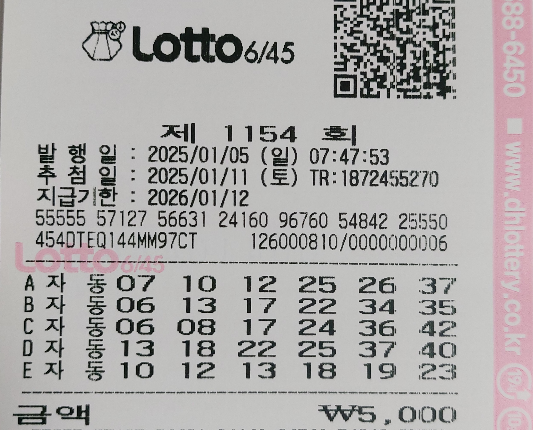 Lotto 6/45
제 1154 회
발 행 일 : 2025/01/05 (일) 07:47:53
추 첨 일 : 2025/01/11 (토) TR:1872455270
지급기한 : 2026/01/12
55555 57127 56631 24160 96760 54842 25550
454DTEQ144MM97CT 126000810/0000000006
Lotto 6/45
A 자 동 07 10 12 25 26 37
B 자 동 06 13 17 22 34 35
C 자 동 06 08 17 24 36 42
D 자 동 13 18 22 25 37 40
E 자 동 10 12 13 18 19 23
금액 ₩5,000
88-6450 ■ www.dhlottery.co.kr 19